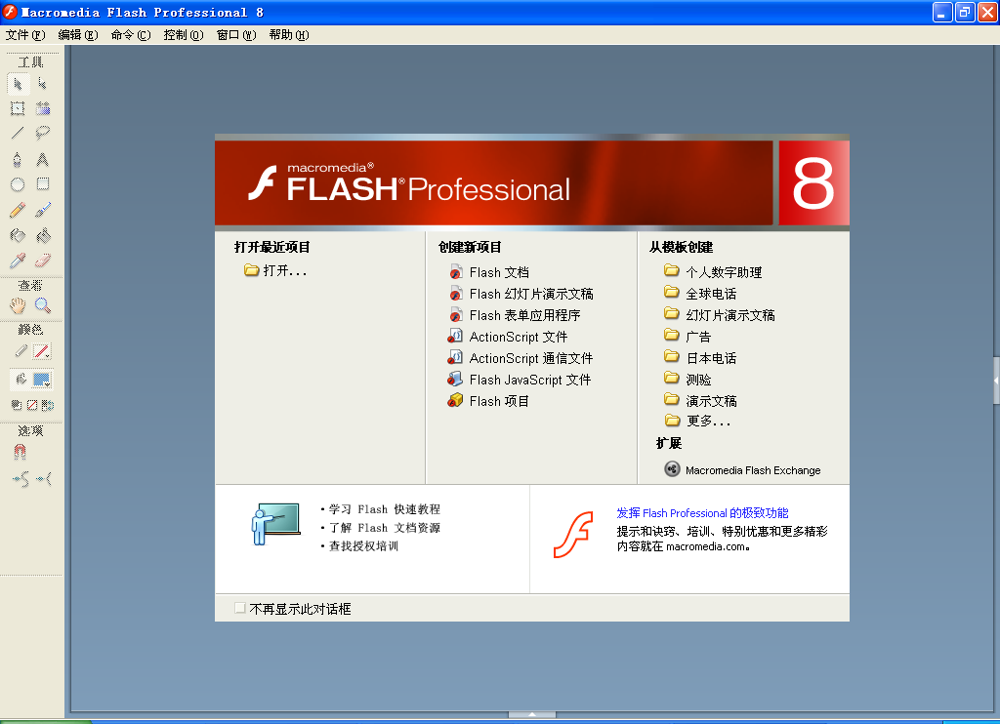 Macromedia Flash Professional 8
文件(F) 编辑(E) 命令(C) 控制(O) 窗口(W) 帮助(H)
工具
查看
颜色
选项
macromedia®
FLASH®Professional
8
打开最近项目
打开...
创建新项目
Flash 文档
Flash 幻灯片演示文稿
Flash 表单应用程序
ActionScript 文件
ActionScript 通信文件
Flash JavaScript 文件
Flash 项目
从模板创建
个人数字助理
全球电话
幻灯片演示文稿
广告
日本电话
测验
演示文稿
更多...
扩展
Macromedia Flash Exchange
·学习 Flash 快速教程
·了解 Flash 文档资源
·查找授权培训
发挥 Flash Professional 的极致功能
提示和诀窍、培训、特别优惠和更多精彩
内容就在 macromedia.com。
不再显示此对话框